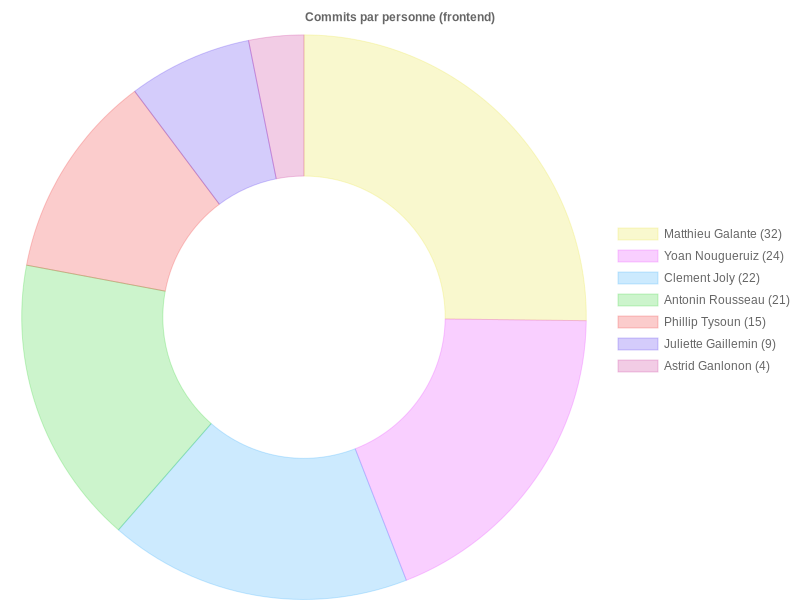 Commits par personne (frontend)
Matthieu Galante (32)
Yoan Nougueruiz (24)
Clement Joly (22)
Antonin Rousseau (21)
Phillip Tysoun (15)
Juliette Gaillemin (9)
Astrid Ganlonon (4)